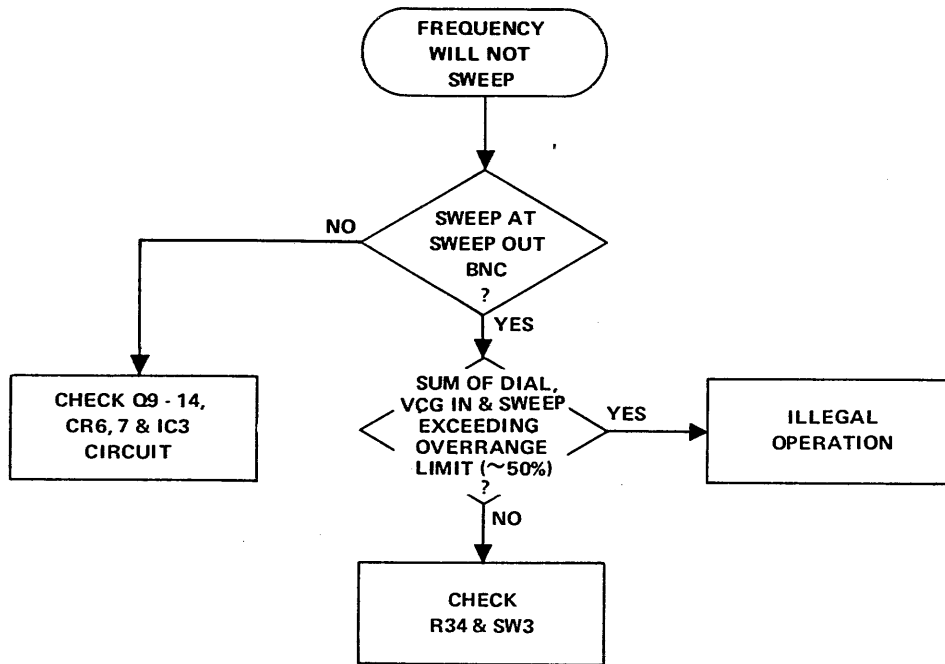 FREQUENCY
WILL NOT
SWEEP
SWEEP AT
SWEEP OUT
BNC
?
NO
YES
CHECK Q9 - 14,
CR6, 7 & IC3
CIRCUIT
SUM OF DIAL,
VCG IN & SWEEP
EXCEEDING
OVERRANGE
LIMIT (~50%)
?
YES
ILLEGAL
OPERATION
NO
CHECK
R34 & SW3